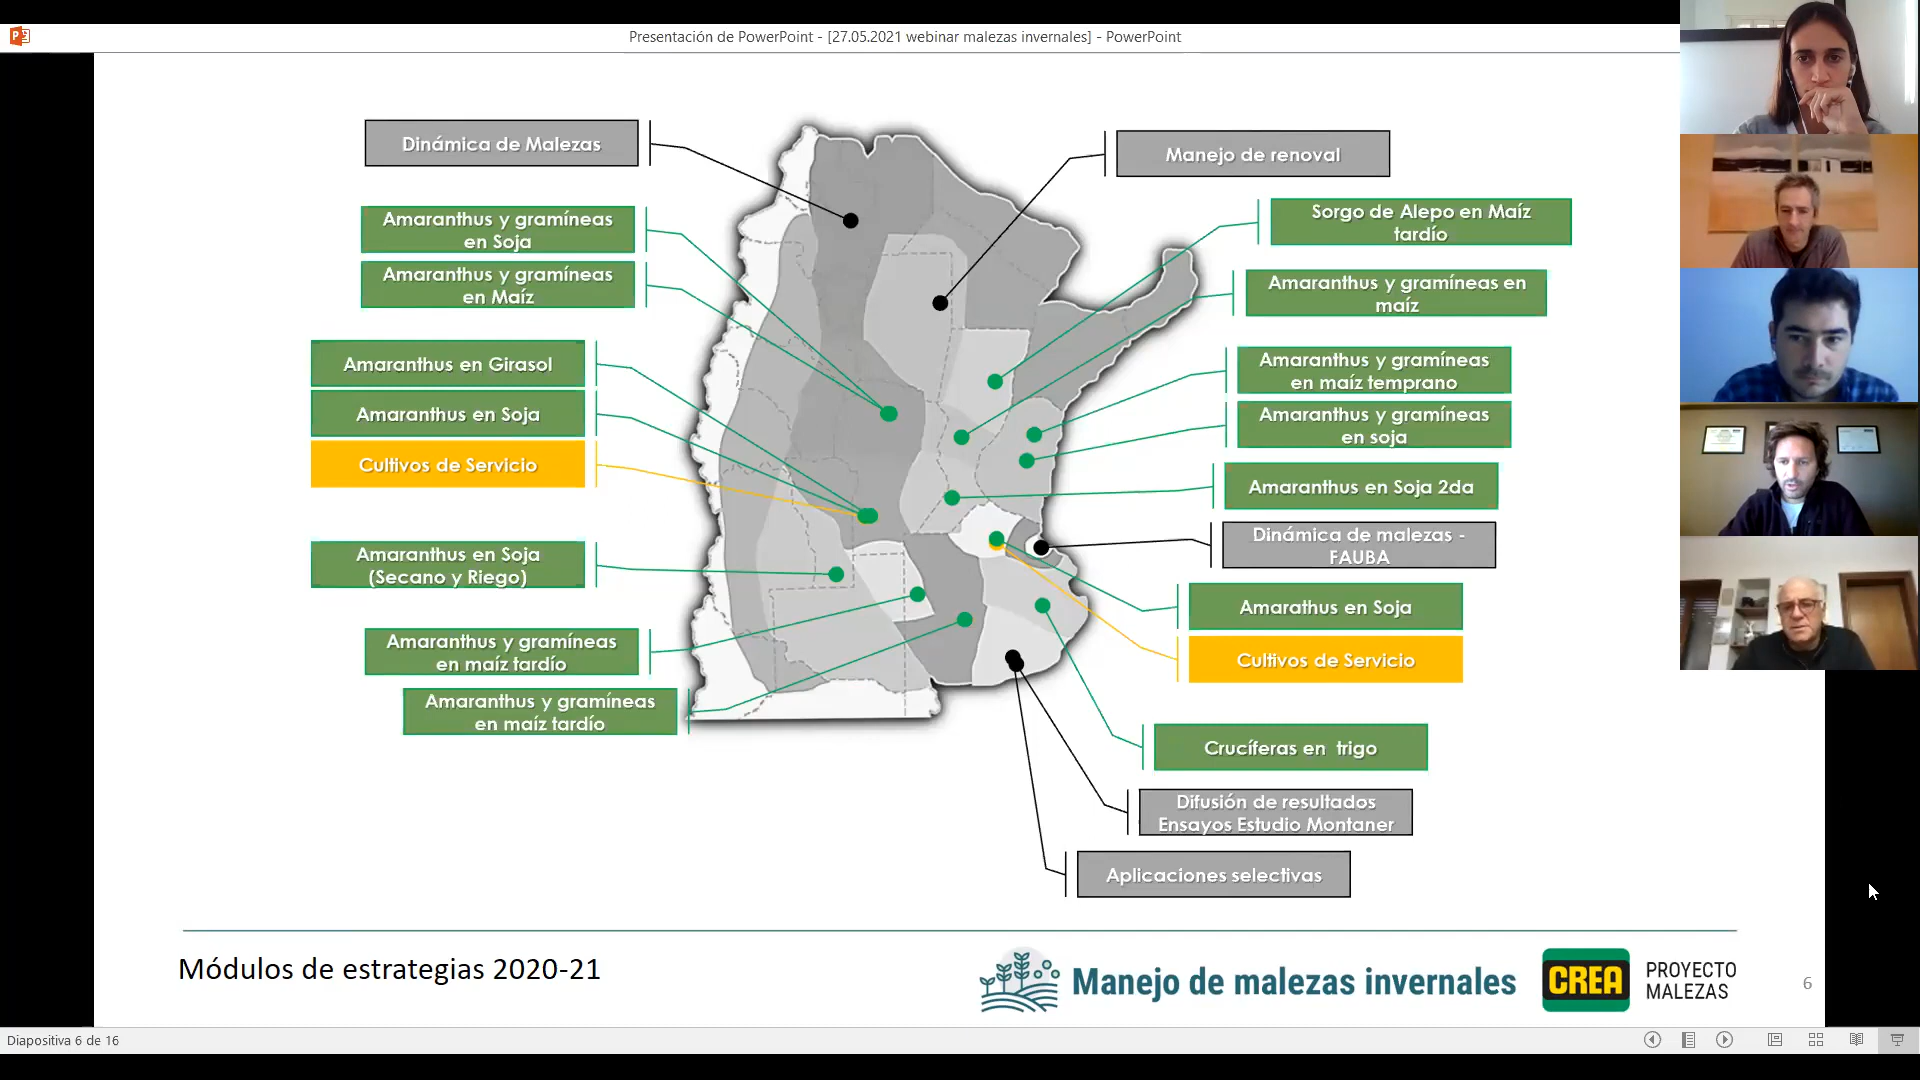 Presentación de PowerPoint - [27.05.2021 webinar malezas invernales] - PowerPoint
Dinámica de Malezas
Amaranthus y gramíneas
en Soja
Amaranthus y gramíneas
en Maíz
Amaranthus en Girasol
Amaranthus en Soja
Cultivos de Servicio
Amaranthus en Soja
(Secano y Riego)
Amaranthus y gramíneas
en maíz tardío
Amaranthus y gramíneas
en maíz tardío
Manejo de renoval
Sorgo de Alepo en Maíz
tardío
Amaranthus y gramíneas en
maíz
Amaranthus y gramíneas
en maíz temprano
Amaranthus y gramíneas
en soja
Amaranthus en Soja 2da
Dinámica de malezas -
FAUBA
Amarathus en Soja
Cultivos de Servicio
Crucíferas en trigo
Difusión de resultados
Ensayos Estudio Montaner
Aplicaciones selectivas
Módulos de estrategias 2020-21
Manejo de malezas invernales
CREA
PROYECTO
MALEZAS
6
Diapositiva 6 de 16